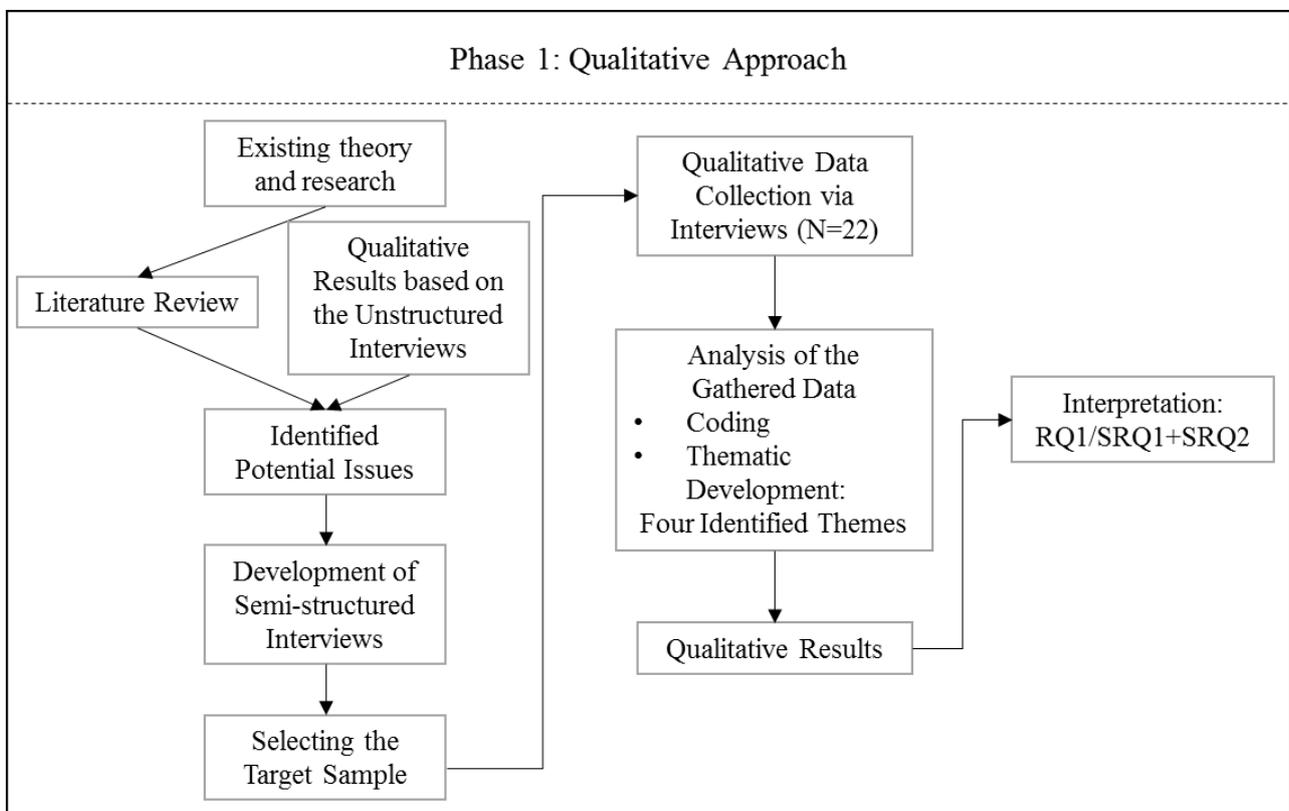 Phase 1: Qualitative Approach
Existing theory
and research
Literature Review
Qualitative
Results based on
the Unstructured
Interviews
Identified
Potential Issues
Development of
Semi-structured
Interviews
Selecting the
Target Sample
Qualitative Data
Collection via
Interviews (N=22)
Analysis of the
Gathered Data
• Coding
• Thematic
Development:
Four Identified Themes
Qualitative Results
Interpretation:
RQ1/SRQ1+SRQ2